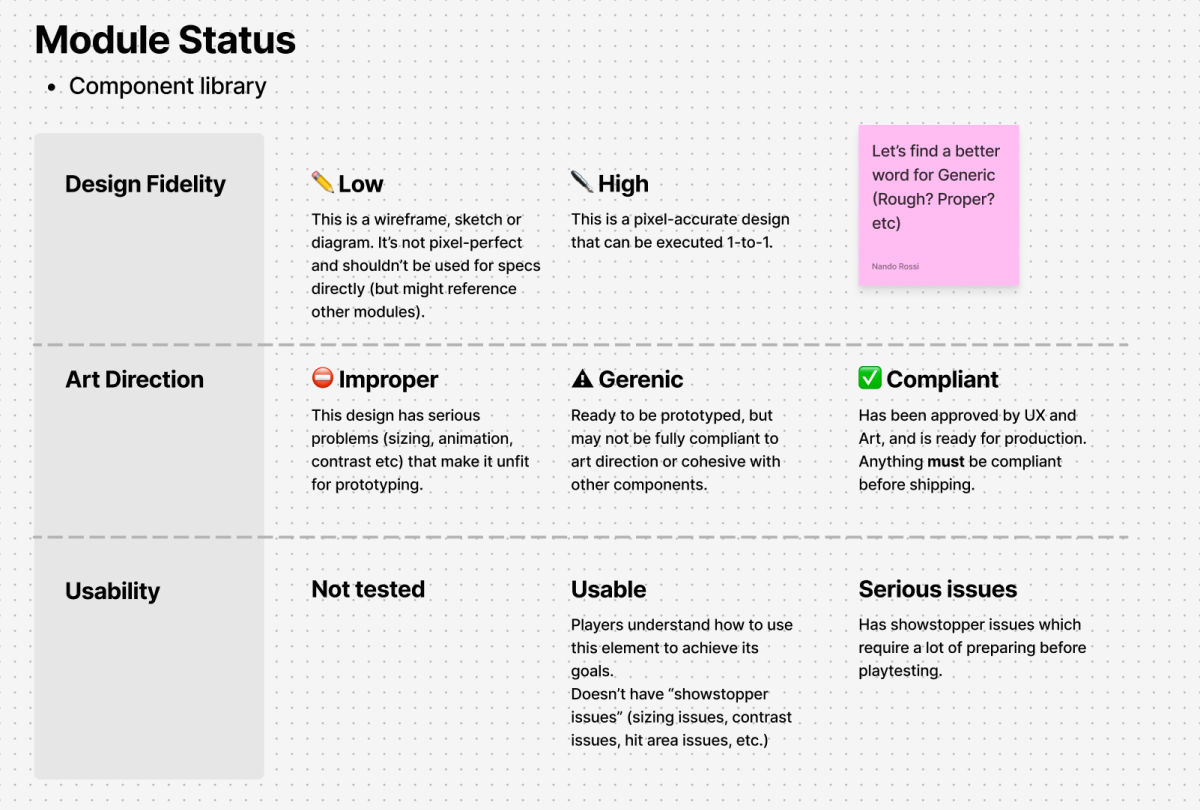 Module Status
• Component library
Design Fidelity
✏️ Low
This is a wireframe, sketch or
diagram. It’s not pixel-perfect
and shouldn’t be used for specs
directly (but might reference
other modules).
🖋️ High
This is a pixel-accurate design
that can be executed 1-to-1.
Let’s find a better
word for Generic
(Rough? Proper?
etc)
Nando Rossi
Art Direction
⛔ Improper
This design has serious
problems (sizing, animation,
contrast etc) that make it unfit
for prototyping.
⚠ Gerenic
Ready to be prototyped, but
may not be fully compliant to
art direction or cohesive with
other components.
✅ Compliant
Has been approved by UX and
Art, and is ready for production.
Anything must be compliant
before shipping.
Usability
Not tested
Usable
Players understand how to use
this element to achieve its
goals.
Doesn’t have “showstopper
issues” (sizing issues, contrast
issues, hit area issues, etc.)
Serious issues
Has showstopper issues which
require a lot of preparing before
playtesting.